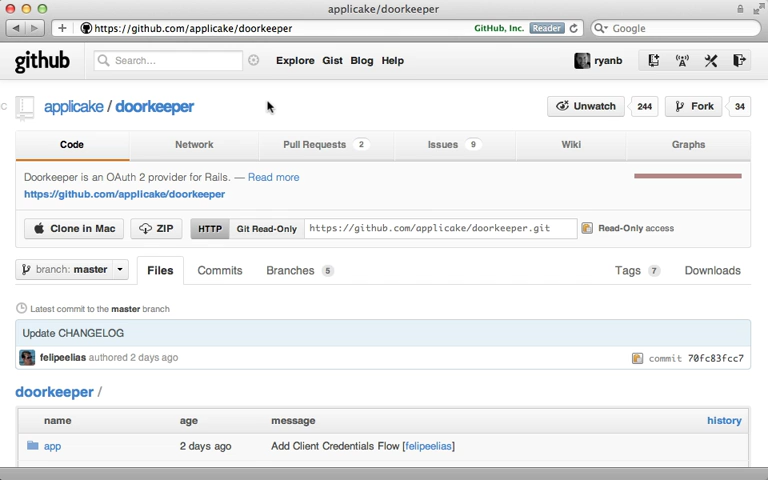 applicake/doorkeeper
https://github.com/applicake/doorkeeper GitHub, Inc. Reader Google
github Search... Explore Gist Blog Help ryanb
applicake / doorkeeper Unwatch 244 Fork 34
Code Network Pull Requests 2 Issues 9 Wiki Graphs
Doorkeeper is an OAuth 2 provider for Rails. — Read more
https://github.com/applicake/doorkeeper
Clone in Mac ZIP HTTP Git Read-Only https://github.com/applicake/doorkeeper.git Read-Only access
branch: master Files Commits Branches 5 Tags 7 Downloads
Latest commit to the master branch
Update CHANGELOG
felipeelias authored 2 days ago commit 70fc83fcc7
doorkeeper /
name age message history
app 2 days ago Add Client Credentials Flow [felipeelias]